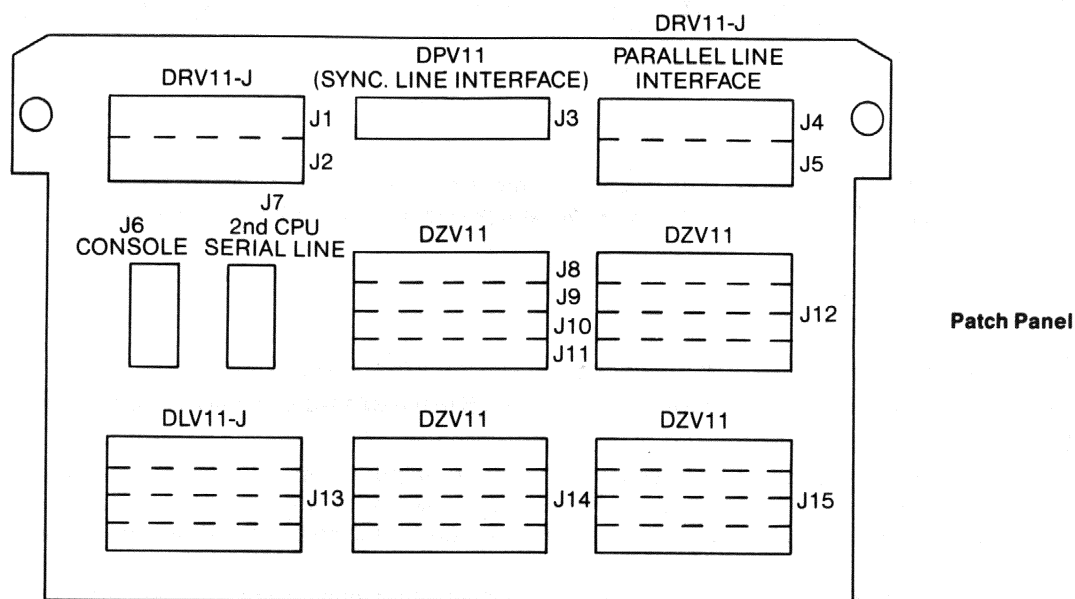 DRV11-J
PARALLEL LINE
INTERFACE
DPV11
(SYNC. LINE INTERFACE)
DRV11-J
J1
J2
J3
J4
J5
J6
CONSOLE
J7
2nd CPU
SERIAL LINE
DZV11
J8
J9
J10
J11
DZV11
J12
Patch Panel
DLV11-J
J13
DZV11
J14
DZV11
J15